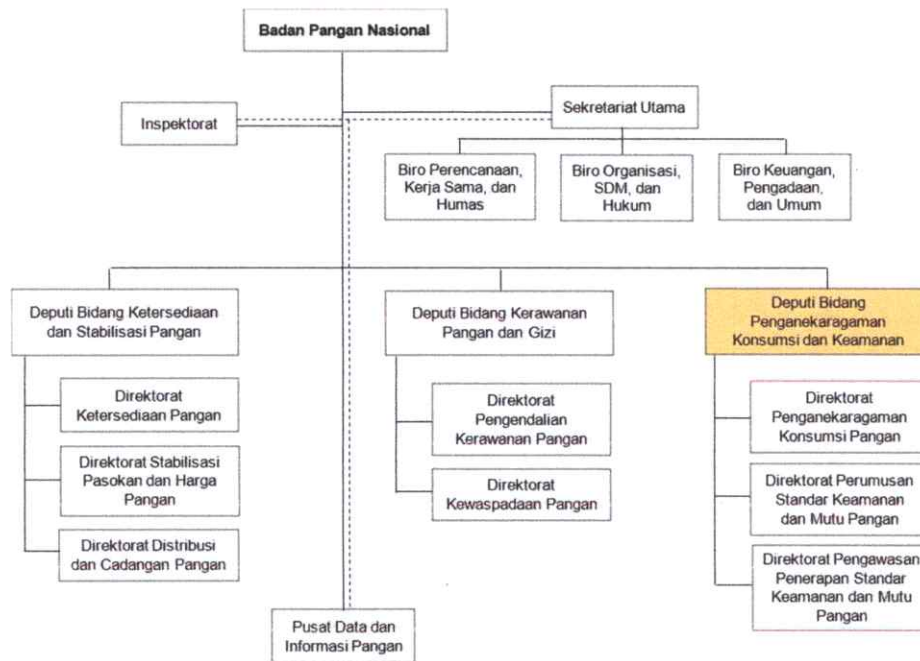 Badan Pangan Nasional
Sekretariat Utama
Inspektorat
Biro Perencanaan,
Kerja Sama, dan
Humas
Biro Organisasi,
SDM, dan
Hukum
Biro Keuangan,
Pengadaan,
dan Umum
Deputi Bidang Ketersediaan
dan Stabilisasi Pangan
Direktorat
Ketersediaan Pangan
Direktorat Stabilisasi
Pasokan dan Harga
Pangan
Direktorat Distribusi
dan Cadangan Pangan
Deputi Bidang Kerawanan
Pangan dan Gizi
Direktorat
Pengendalian
Kerawanan Pangan
Direktorat
Kewaspadaan Pangan
Deputi Bidang
Penganekaragaman
Konsumsi dan Keamanan
Direktorat
Penganekaragaman
Konsumsi Pangan
Direktorat Perumusan
Standar Keamanan
dan Mutu Pangan
Direktorat Pengawasan
Penerapan Standar
Keamanan dan Mutu
Pangan
Pusat Data dan
Informasi Pangan